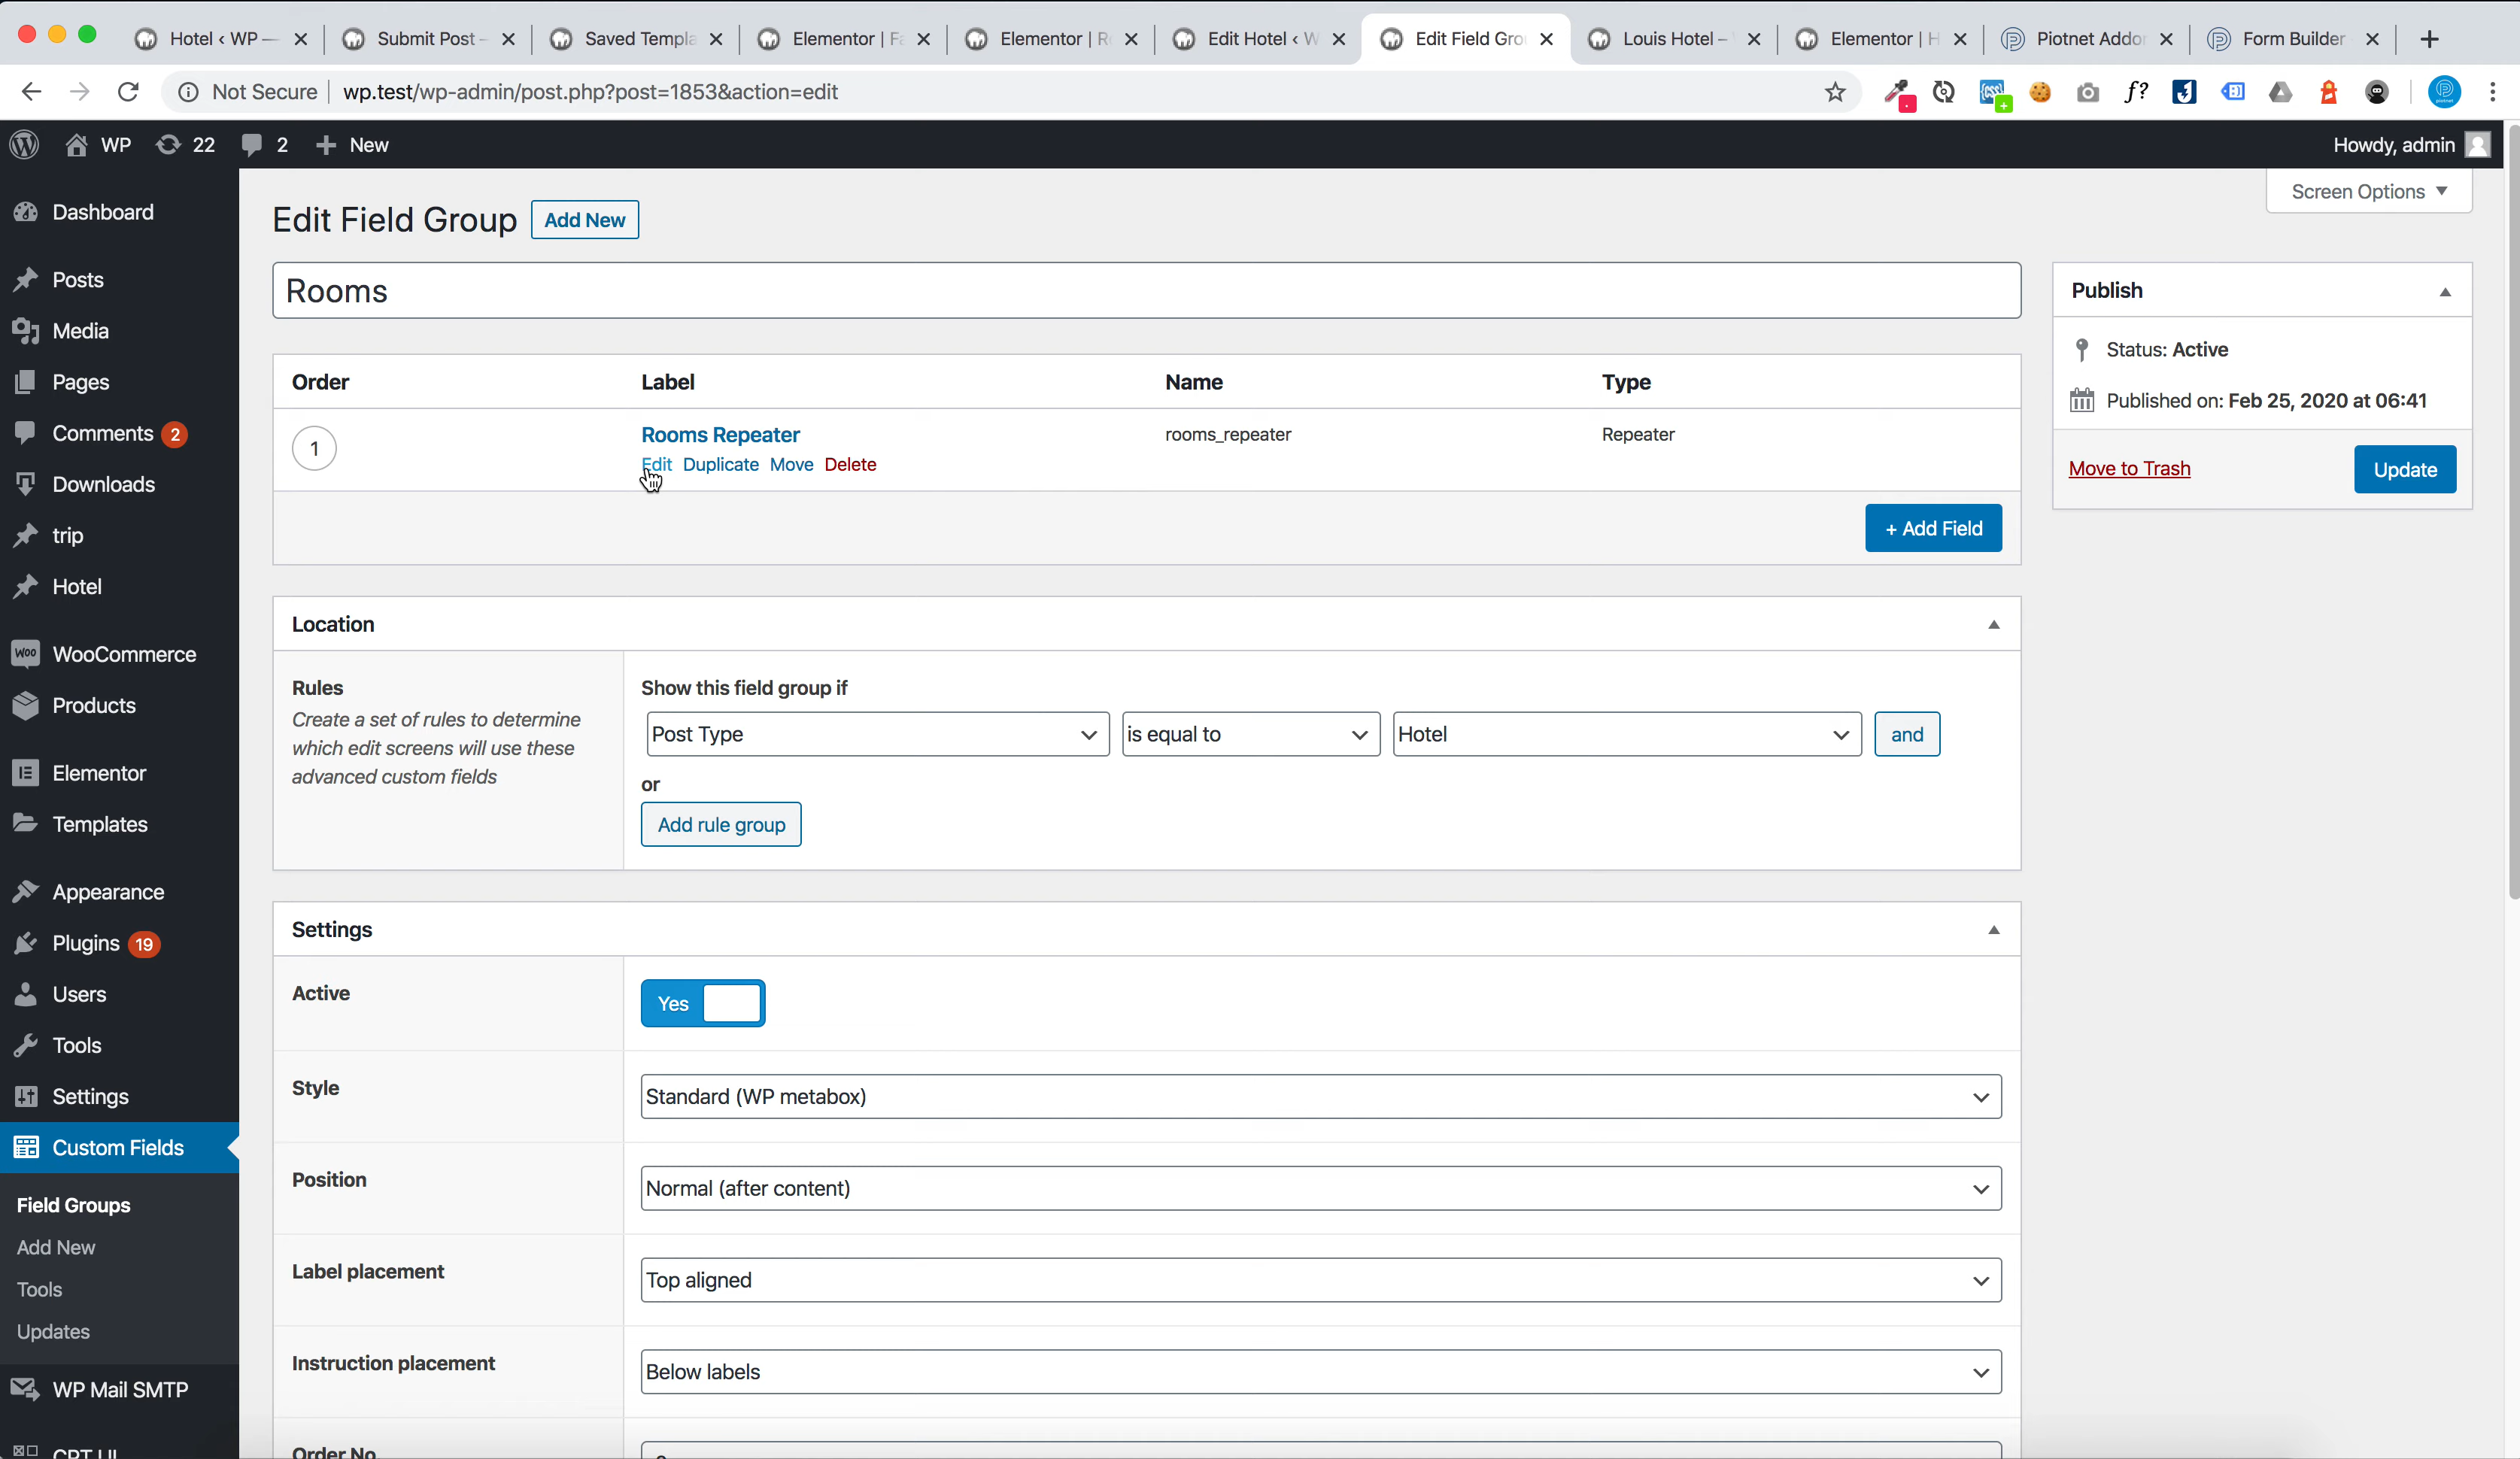 Hotel ‹ WP —
Submit Post –
Saved Templa
Elementor | Fa
Elementor | R
Edit Hotel ‹ W
Edit Field Gro
Louis Hotel –
Elementor | H
Piotnet Addo
Form Builder
Not Secure
wp.test/wp-admin/post.php?post=1853&action=edit
WP
22
2
New
Howdy, admin
Screen Options
Dashboard
Posts
Media
Pages
Comments 2
Downloads
trip
Hotel
WooCommerce
Products
Elementor
Templates
Appearance
Plugins 19
Users
Tools
Settings
Custom Fields
Field Groups
Add New
Tools
Updates
WP Mail SMTP
CPT UI
Edit Field Group
Add New
Rooms
Order Label Name Type
1 Rooms Repeater rooms_repeater Repeater
Edit Duplicate Move Delete
+ Add Field
Location
Rules
Create a set of rules to determine
which edit screens will use these
advanced custom fields
Show this field group if
Post Type is equal to Hotel and
or
Add rule group
Settings
Active Yes
Style Standard (WP metabox)
Position Normal (after content)
Label placement Top aligned
Instruction placement Below labels
Order No.
Publish
Status: Active
Published on: Feb 25, 2020 at 06:41
Move to Trash
Update